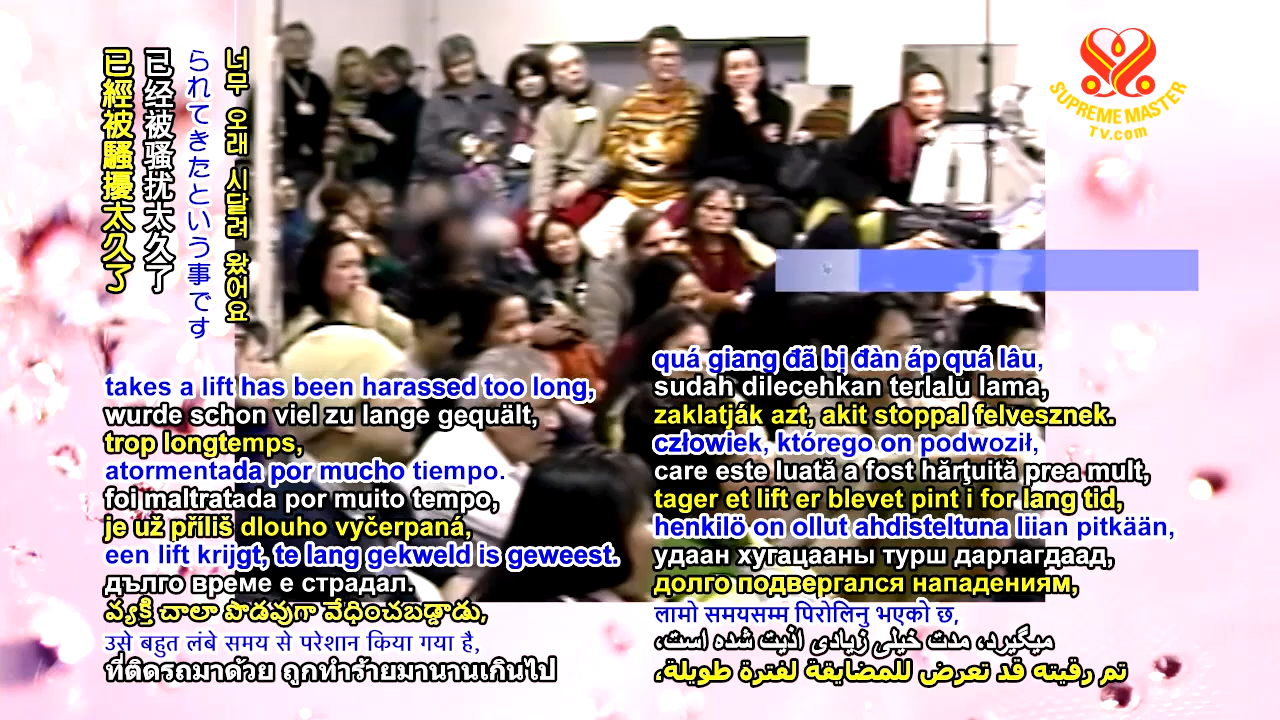 已經被騷擾太久了
已经被骚扰太久了
られてきたという事です
너무 오래 시달려 왔어요
SUPREME MASTER
TV.com
takes a lift has been harassed too long,
wurde schon viel zu lange gequält,
trop longtemps,
atormentada por mucho tiempo.
foi maltratada por muito tempo,
je už příliš dlouho vyčerpaná,
een lift krijgt, te lang gekweld is geweest.
дълго време е страдал.
వ్యక్తి చాలా పొడవుగా వేధించబడ్డాడు,
उसे बहुत लंबे समय से परेशान किया गया है,
ที่ติดรถมาด้วย ถูกทำร้ายมานานเกินไป
quá giang đã bị đàn áp quá lâu,
sudah dilecehkan terlalu lama,
zaklatják azt, akit stoppal felvesznek.
człowiek, którego on podwoził,
care este luată a fost hărţuită prea mult,
tager et lift er blevet pint i for lang tid,
henkilö on ollut ahdisteltuna liian pitkään,
удаан хугацааны турш дарлагдаад,
долго подвергался нападениям,
लामो समयसम्म पिरोलिनु भएको छ,
میگیرد، مدت خیلی زیادی اذیت شده است،
تم رقيته قد تعرض للمضايقة لفترة طويلة،